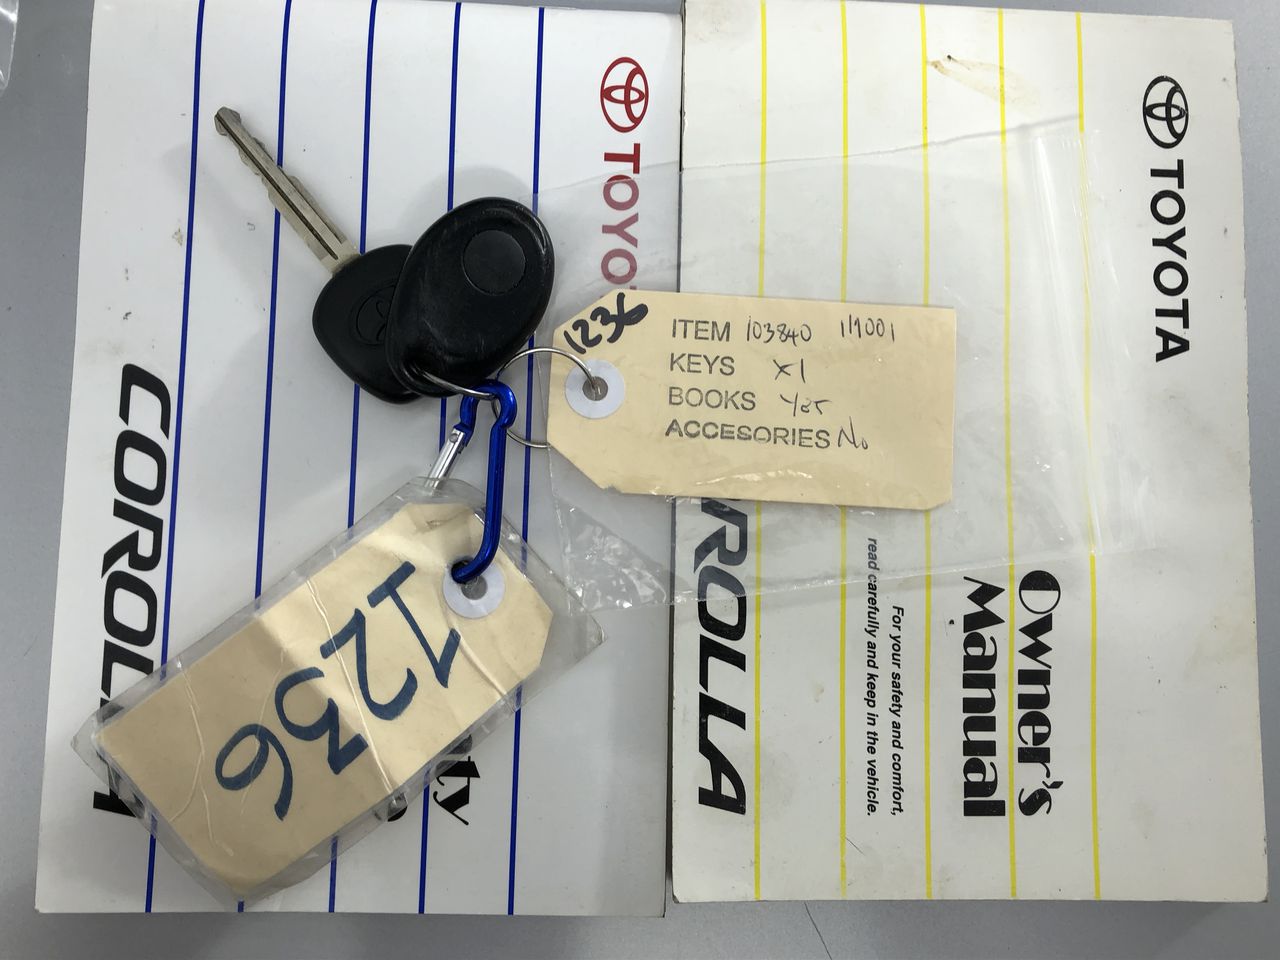 TOYOTA
COROLLA
TOYOTA
COROLLA
Owner's
Manual
For your safety and comfort,
read carefully and keep in the vehicle.
1236
ITEM 103840
KEYS x1
BOOKS Yes
ACCESORIES No
1236